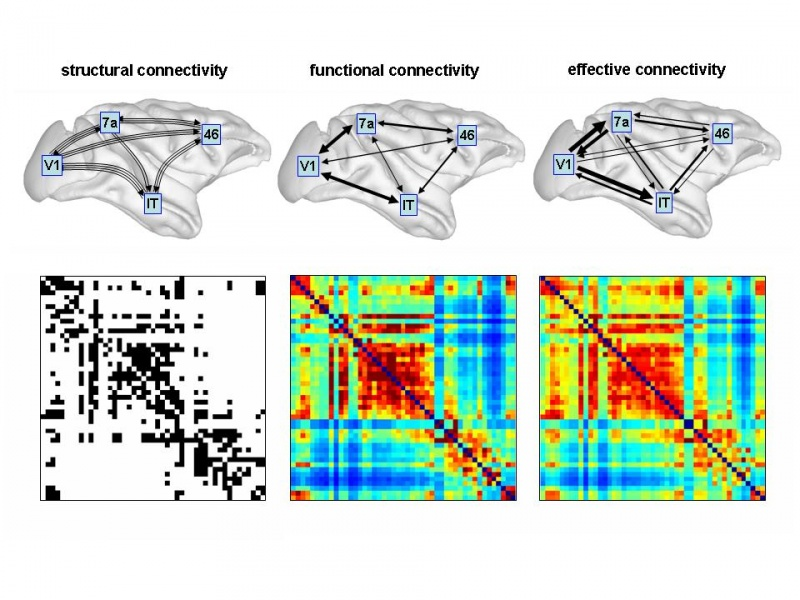 structural connectivity
functional connectivity
effective connectivity
7a
46
V1
IT
7a
46
V1
IT
7a
46
V1
IT